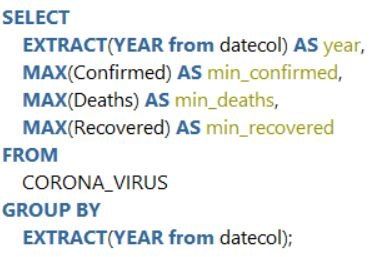 SELECT
EXTRACT(YEAR from datecol) AS year,
MAX(Confirmed) AS min_confirmed,
MAX(Deaths) AS min_deaths,
MAX(Recovered) AS min_recovered
FROM
CORONA_VIRUS
GROUP BY
EXTRACT(YEAR from datecol);